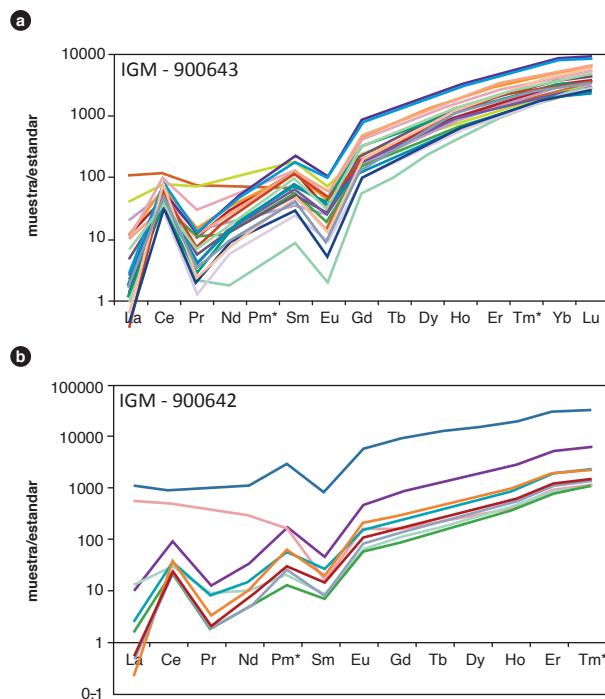 a
IGM - 900643
muestra/estandar
10000
1000
100
10
1
La Ce Pr Nd Pm* Sm Eu Gd Tb Dy Ho Er Tm* Yb Lu
b
IGM - 900642
muestra/estandar
100000
10000
1000
100
10
1
0,1
La Ce Pr Nd Pm* Sm Eu Gd Tb Dy Ho Er Tm*